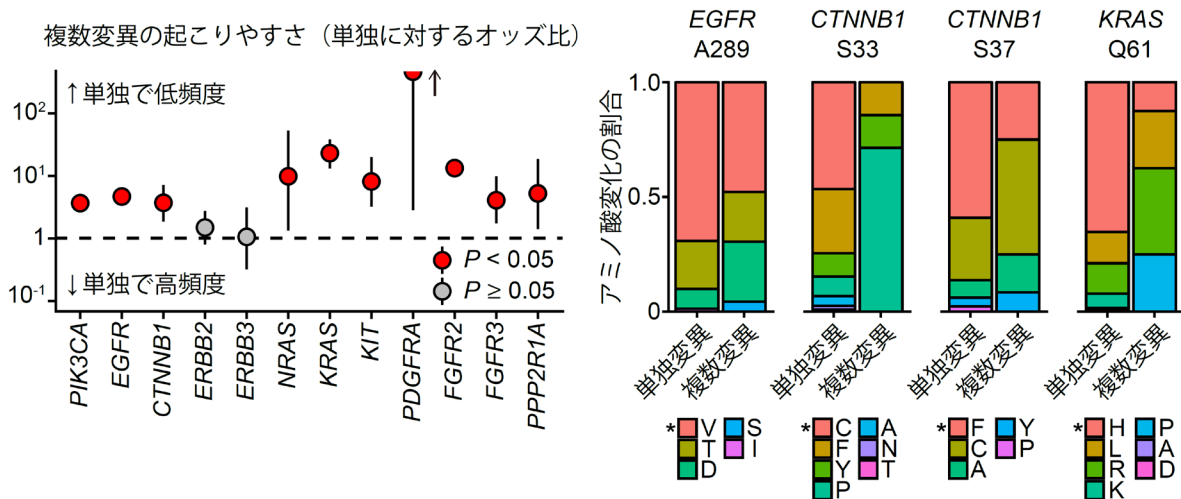 複数変異の起こりやすさ（単独に対するオッズ比）
↑単独で低頻度
↑
10²
10¹
1
10⁻¹
↓単独で高頻度
P < 0.05
P ≥ 0.05
PIK3CA
EGFR
CTNNB1
ERBB2
ERBB3
NRAS
KRAS
KIT
PDGFRA
FGFR2
FGFR3
PPP2R1A
アミノ酸変化の割合
1.0
0.5
0
EGFR
A289
単独変異
複数変異
*V
T
D
S
I
CTNNB1
S33
単独変異
複数変異
*C
F
Y
P
A
N
T
CTNNB1
S37
単独変異
複数変異
*F
C
A
Y
P
KRAS
Q61
単独変異
複数変異
*H
L
R
K
P
A
D